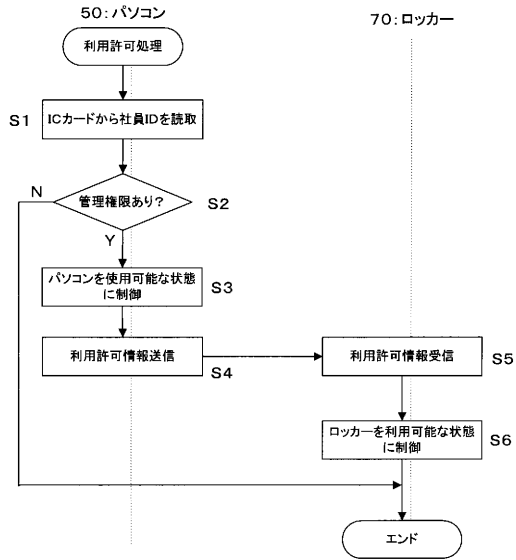 50：パソコン
70：ロッカー
利用許可処理
S1
ICカードから社員IDを読取
N
管理権限あり？
S2
Y
パソコンを使用可能な状態
に制御
S3
利用許可情報送信
S4
利用許可情報受信
S5
ロッカーを利用可能な状態
に制御
S6
エンド